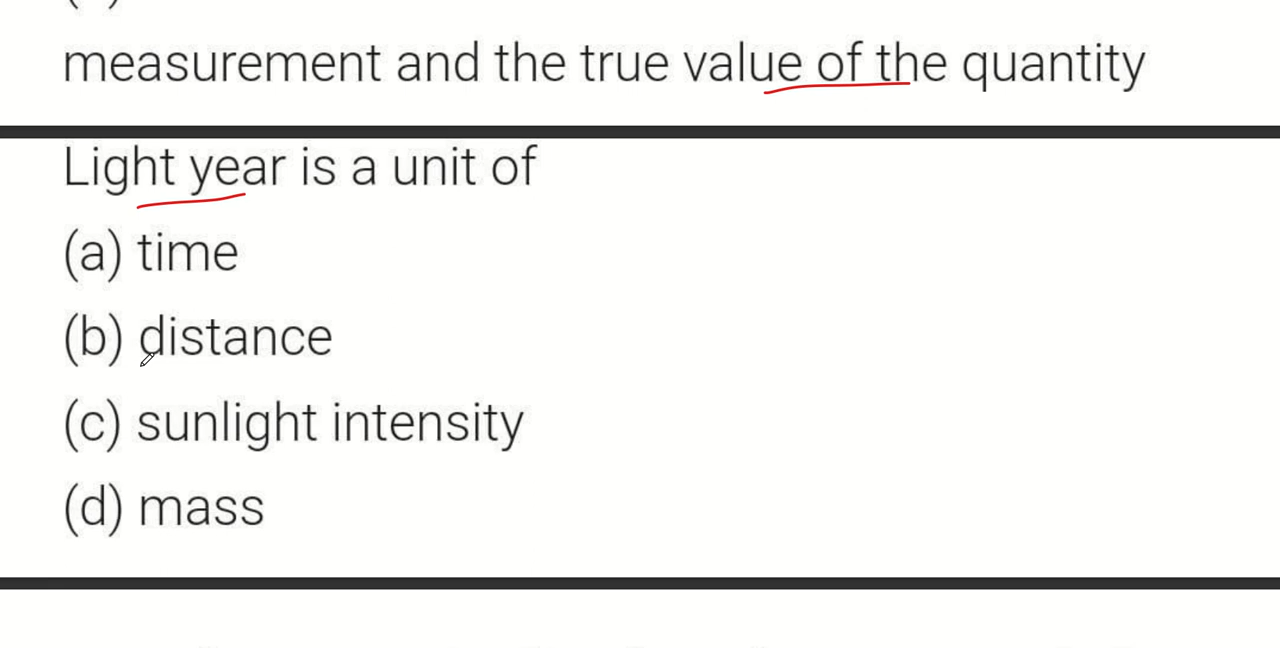 measurement and the true value of the quantity
Light year is a unit of
(a) time
(b) distance
(c) sunlight intensity
(d) mass